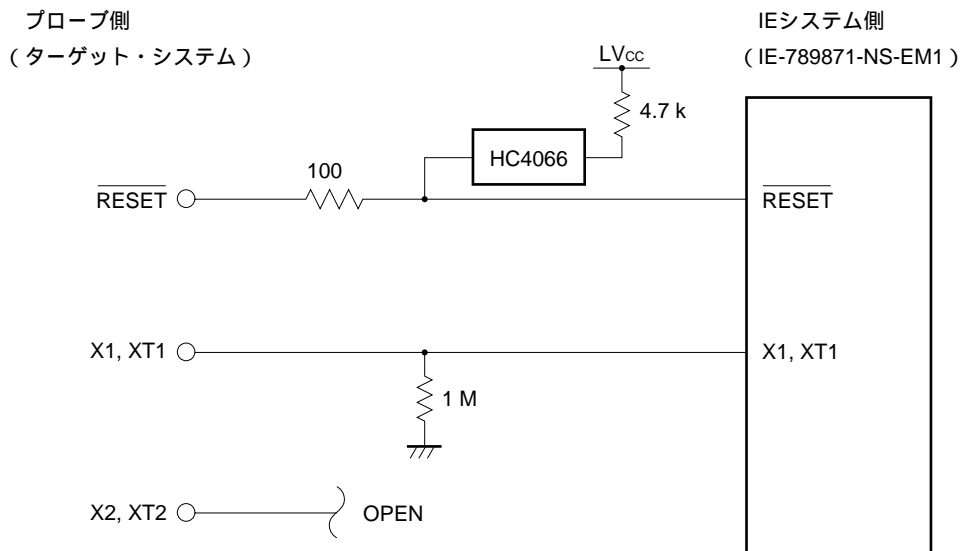 プローブ側
(ターゲット・システム)
IEシステム側
(IE-789871-NS-EM1)
LVCC
4.7 k
HC4066
100
RESET
RESET
X1, XT1
X1, XT1
1 M
X2, XT2
OPEN